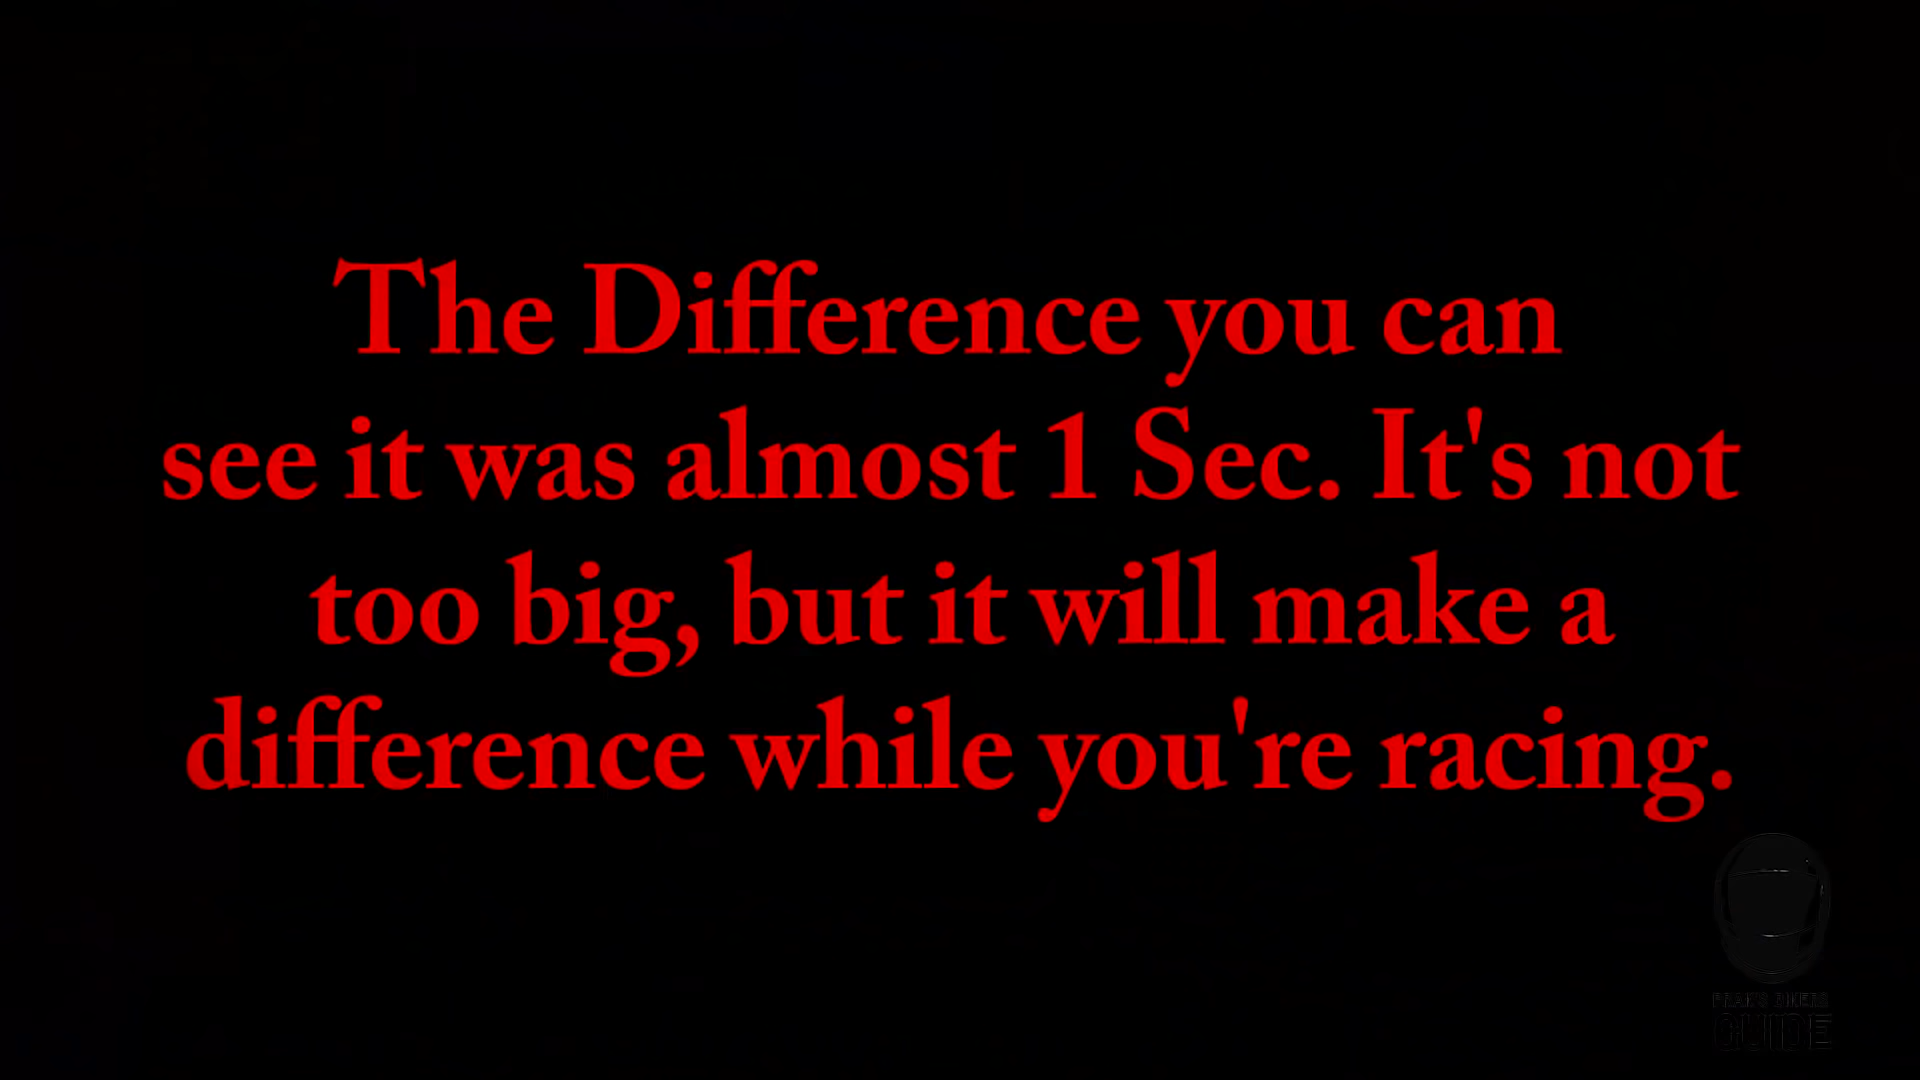 The Difference you can
see it was almost 1 Sec. It's not
too big, but it will make a
difference while you're racing.
GUIDE